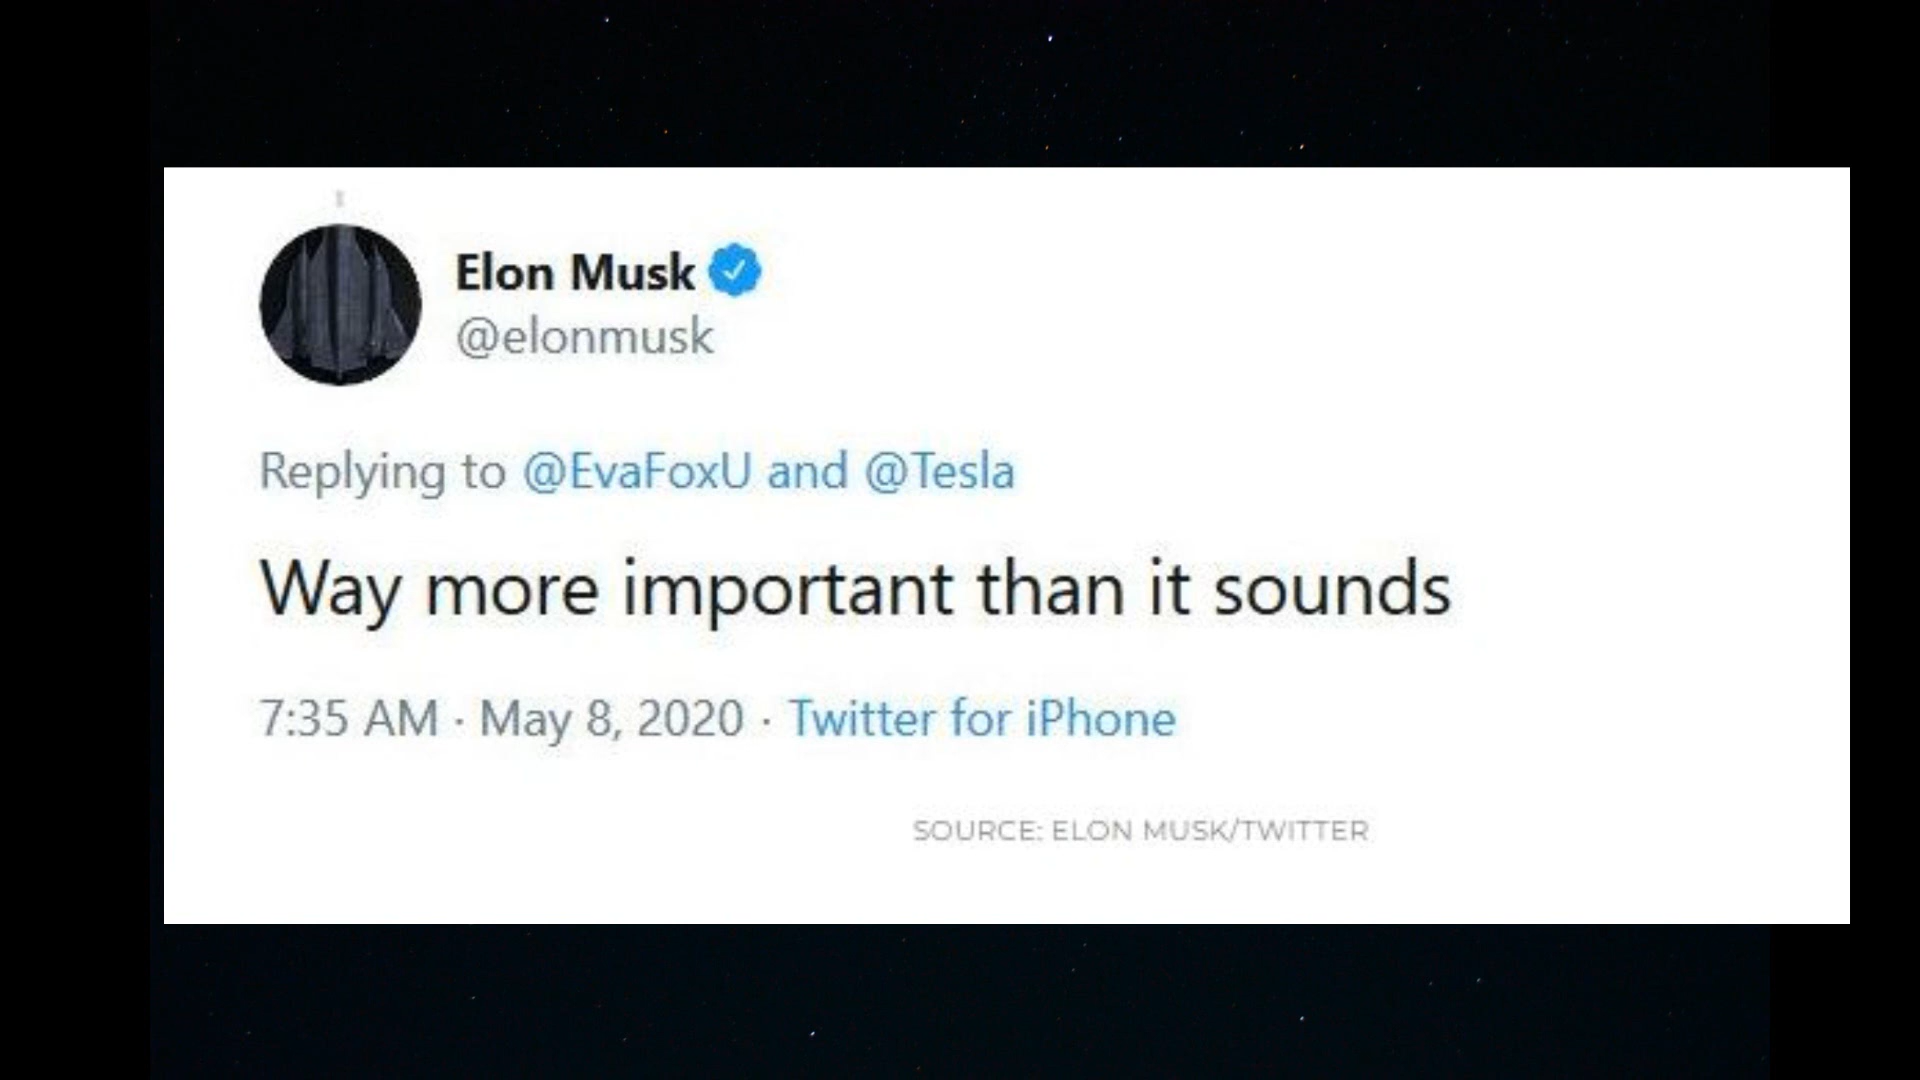 Elon Musk
@elonmusk
Replying to @EvaFoxU and @Tesla
Way more important than it sounds
7:35 AM · May 8, 2020 · Twitter for iPhone
SOURCE: ELON MUSK/TWITTER